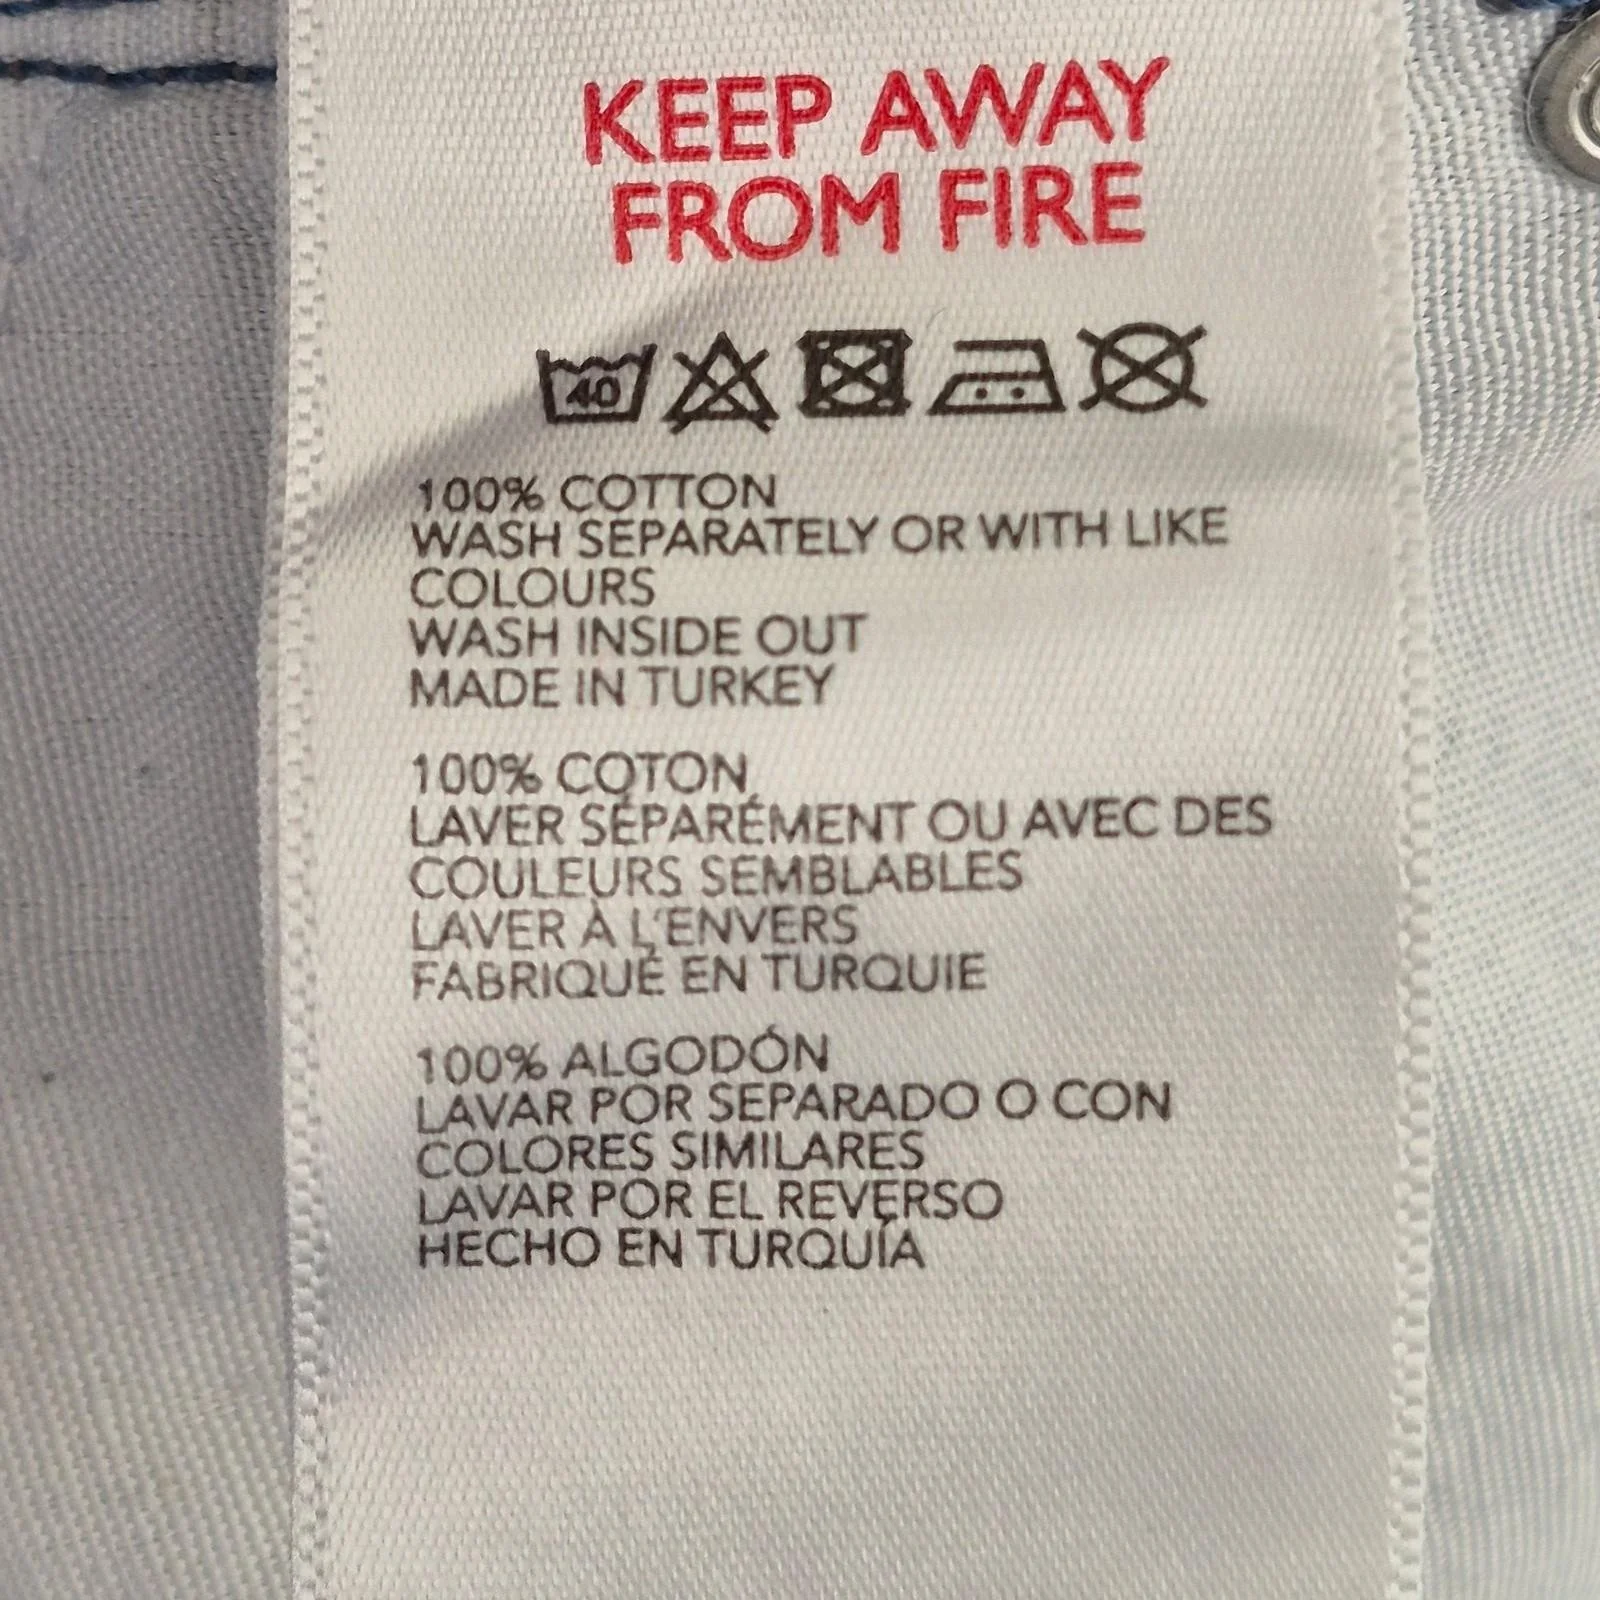 KEEP AWAY
FROM FIRE
40
100% COTTON
WASH SEPARATELY OR WITH LIKE
COLOURS
WASH INSIDE OUT
MADE IN TURKEY
100% COTON
LAVER SÉPARÉMENT OU AVEC DES
COULEURS SEMBLABLES
LAVER À L'ENVERS
FABRIQUÉ EN TURQUIE
100% ALGODÓN
LAVAR POR SEPARADO O CON
COLORES SIMILARES
LAVAR POR EL REVERSO
HECHO EN TURQUÍA